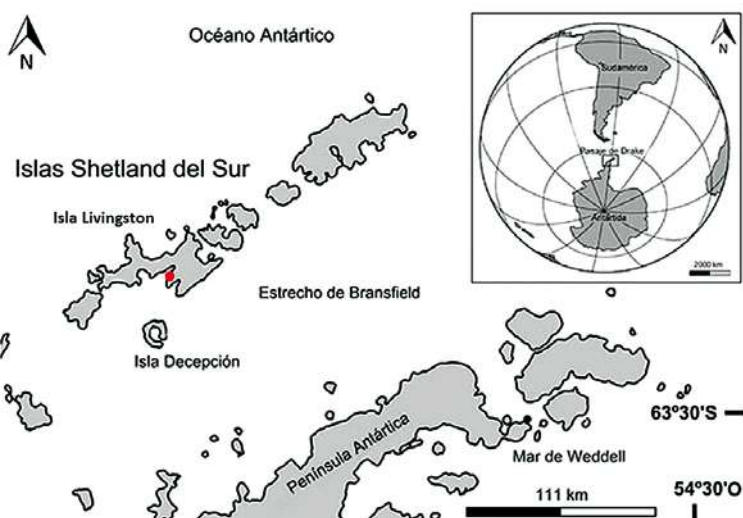 N
Océano Antártico
N
Sudamérica
Pasaje de Drake
Antártida
2000 km
Islas Shetland del Sur
Isla Livingston
Estrecho de Bransfield
Isla Decepción
63º30'S
Península Antártica
Mar de Weddell
111 km
54º30'O